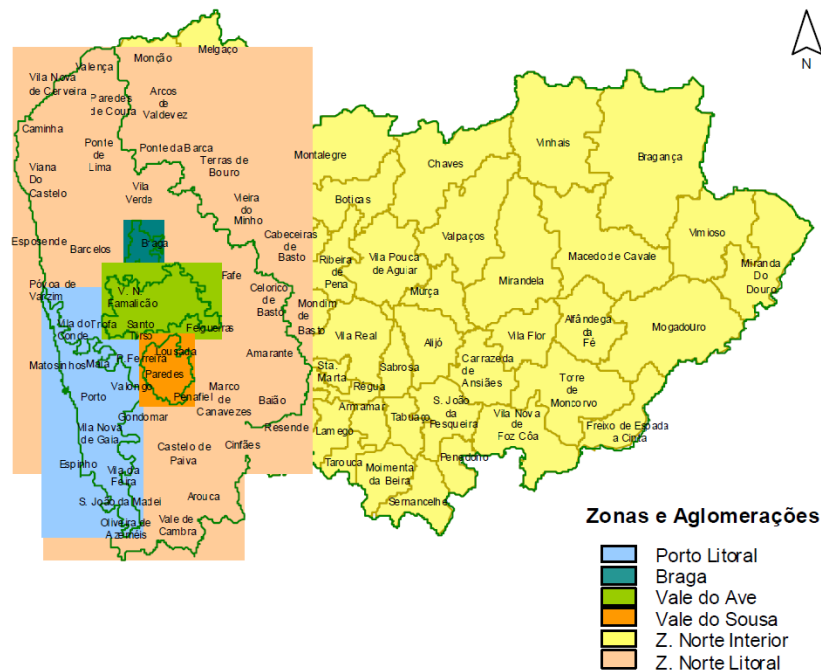 Melgaço
Monção
Valença
Vila Nova
de Cerveira
Arcos
de
Valdevez
Paredes
de Coura
Caminha
Ponte
de
Lima
Ponte da Barca
Terras de
Bouro
Viana
Do
Castelo
Vila
Verde
Vieira
do
Minho
Montalegre
Chaves
Vinhais
Bragança
Boticas
Esposende
Barcelos
Braga
Cabeceiras
de
Basto
Ribeira
de
Pena
Vila Pouca
de Aguiar
Valpaços
Macedo de Cavale
Vimioso
Miranda
Do
Douro
Póvoa de
Varzim
V. N.
Famalicão
Fafe
Celorico
de
Basto
Mondim
de
Basto
Murça
Mirandela
Alfândega
da
Fé
Mogadouro
Vila do
Conde
Trofa
Santo
Tirso
Felgueiras
Vila Real
Alijó
Vila Flor
Matosinhos
Maia
P. Ferreira
Lousada
Paredes
Amarante
Sta.
Marta
Sabrosa
Carrazeda
de
Ansiães
Torre
de
Moncorvo
Valongo
Porto
Penafiel
Marco
de
Canavezes
Baião
Régua
Armamar
Tabuaço
S. João
da
Pesqueira
Vila Nova
de
Foz Côa
Freixo de Espada
a Cinta
Gondomar
Vila Nova
de Gaia
Resende
Lamego
Castelo de
Paiva
Cinfães
Tarouca
Moimenta
da Beira
Penedono
Espinho
Vila da
Feira
Arouca
Sernancelhe
S. João da Madei
Oliveira de
Azeméis
Vale de
Cambra
N
Zonas e Aglomerações
Porto Litoral
Braga
Vale do Ave
Vale do Sousa
Z. Norte Interior
Z. Norte Litoral